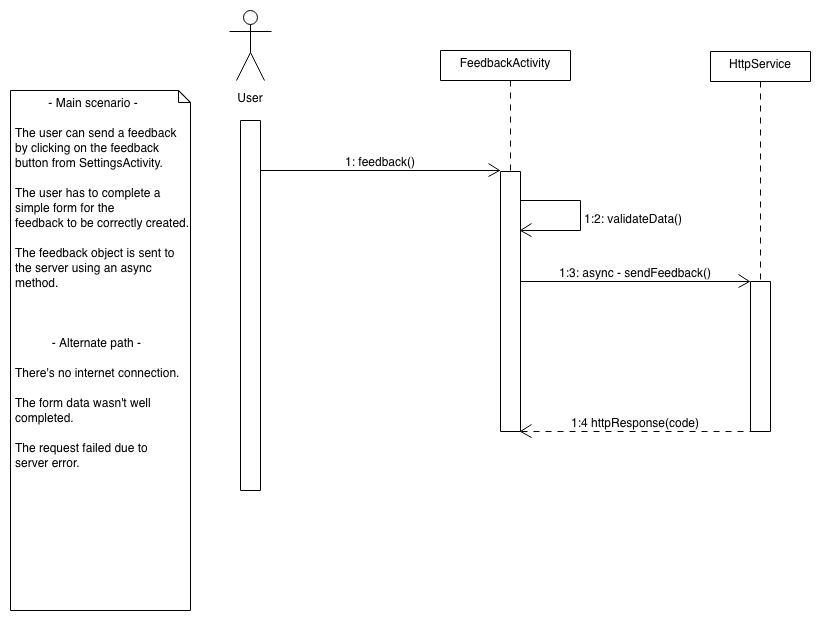 - Main scenario -
The user can send a feedback
by clicking on the feedback
button from SettingsActivity.
The user has to complete a
simple form for the
feedback to be correctly created.
The feedback object is sent to
the server using an async
method.
- Alternate path -
There's no internet connection.
The form data wasn't well
completed.
The request failed due to
server error.
User
FeedbackActivity
HttpService
1: feedback()
1:2: validateData()
1:3: async - sendFeedback()
1:4 httpResponse(code)